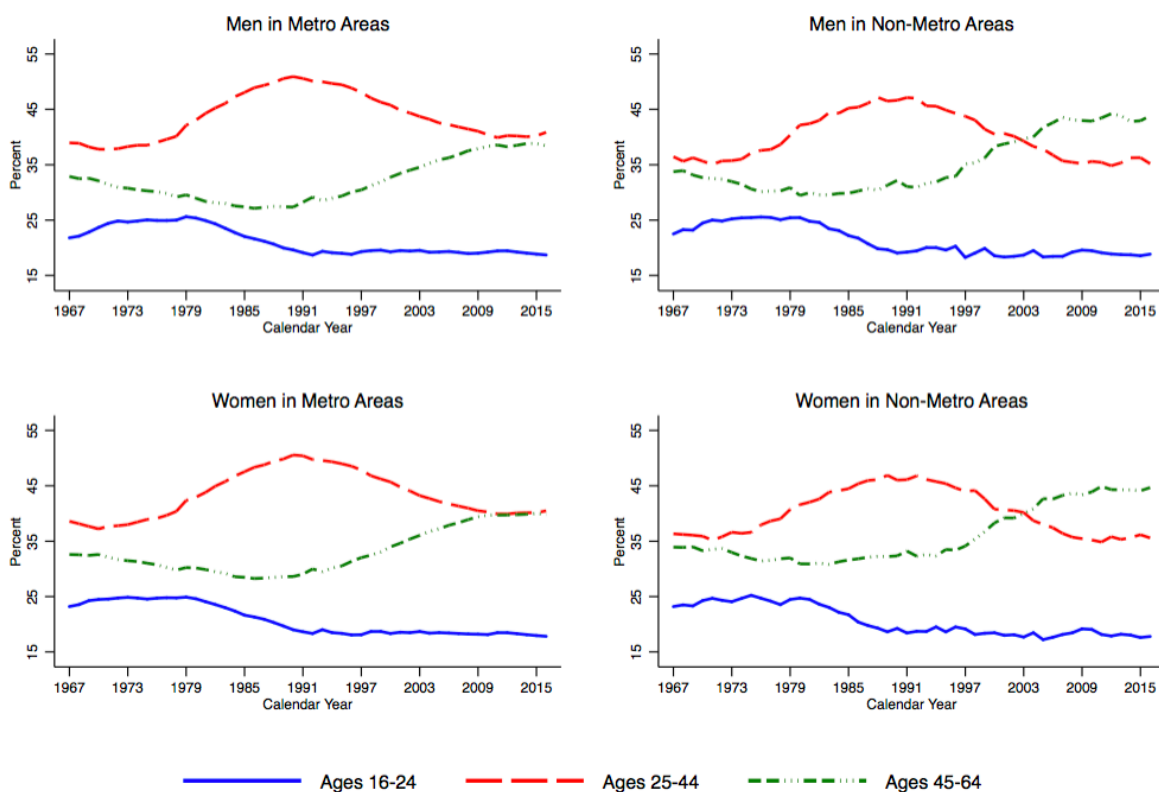 Men in Metro Areas
Men in Non-Metro Areas
Percent
55
45
35
25
15
1967 1973 1979 1985 1991 1997 2003 2009 2015
Calendar Year
Percent
55
45
35
25
15
1967 1973 1979 1985 1991 1997 2003 2009 2015
Calendar Year
Women in Metro Areas
Women in Non-Metro Areas
Percent
55
45
35
25
15
1967 1973 1979 1985 1991 1997 2003 2009 2015
Calendar Year
Percent
55
45
35
25
15
1967 1973 1979 1985 1991 1997 2003 2009 2015
Calendar Year
Ages 16-24 Ages 25-44 Ages 45-64